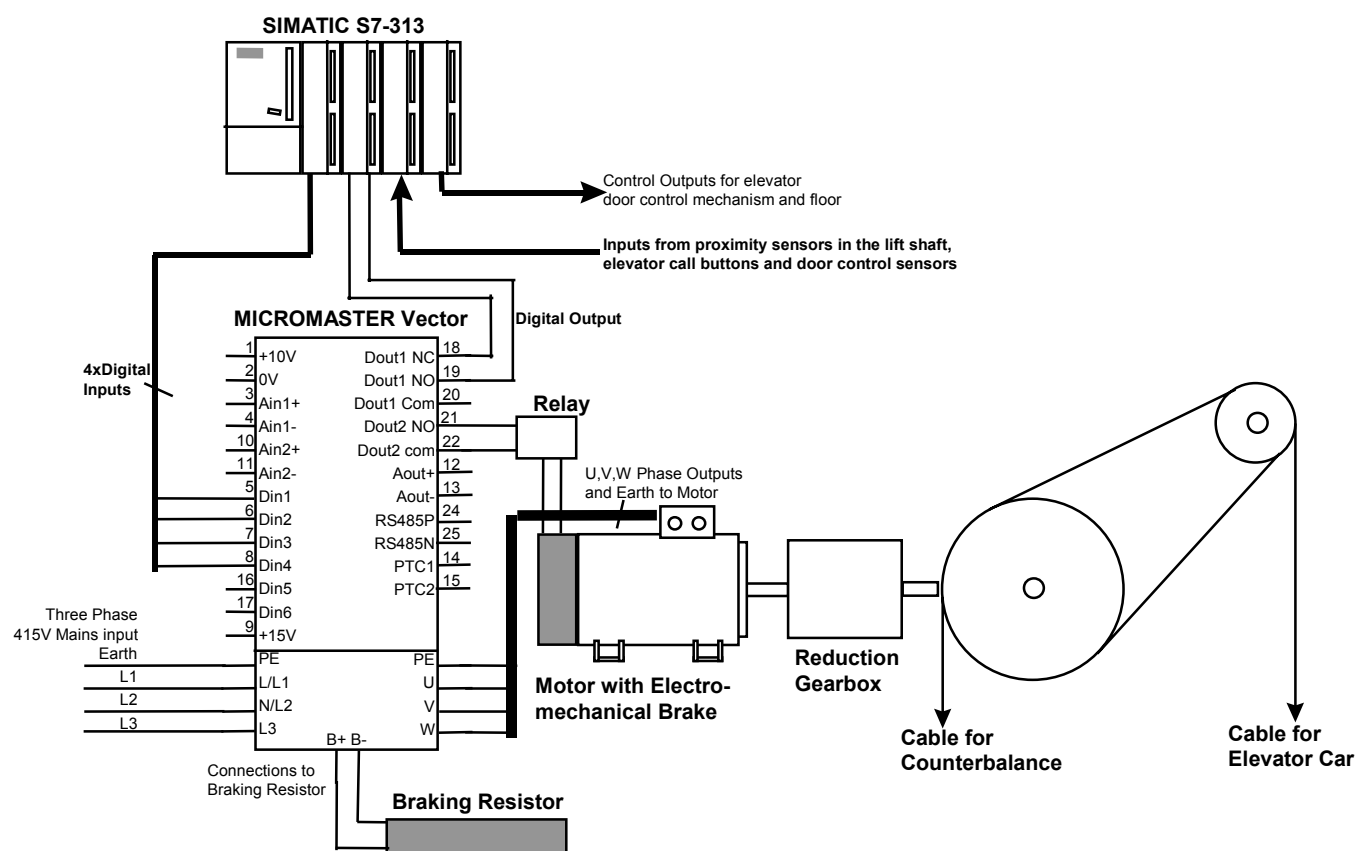 SIMATIC S7-313
Control Outputs for elevator
door control mechanism and floor
Inputs from proximity sensors in the lift shaft,
elevator call buttons and door control sensors
MICROMASTER Vector
Digital Output
4xDigital
Inputs
1 +10V
2 0V
3 Ain1+
4 Ain1-
10 Ain2+
11 Ain2-
5 Din1
6 Din2
7 Din3
8 Din4
16 Din5
17 Din6
9 +15V
Dout1 NC 18
Dout1 NO 19
Dout1 Com 20
Dout2 NO 21
Dout2 com 22
Aout+ 12
Aout- 13
RS485P 24
RS485N 25
PTC1 14
PTC2 15
Relay
U,V,W Phase Outputs
and Earth to Motor
Three Phase
415V Mains input
Earth
L1
L2
L3
PE
L/L1
N/L2
L3
PE
U
V
W
B+ B-
Motor with Electro-
mechanical Brake
Reduction
Gearbox
Cable for
Counterbalance
Cable for
Elevator Car
Connections to
Braking Resistor
Braking Resistor